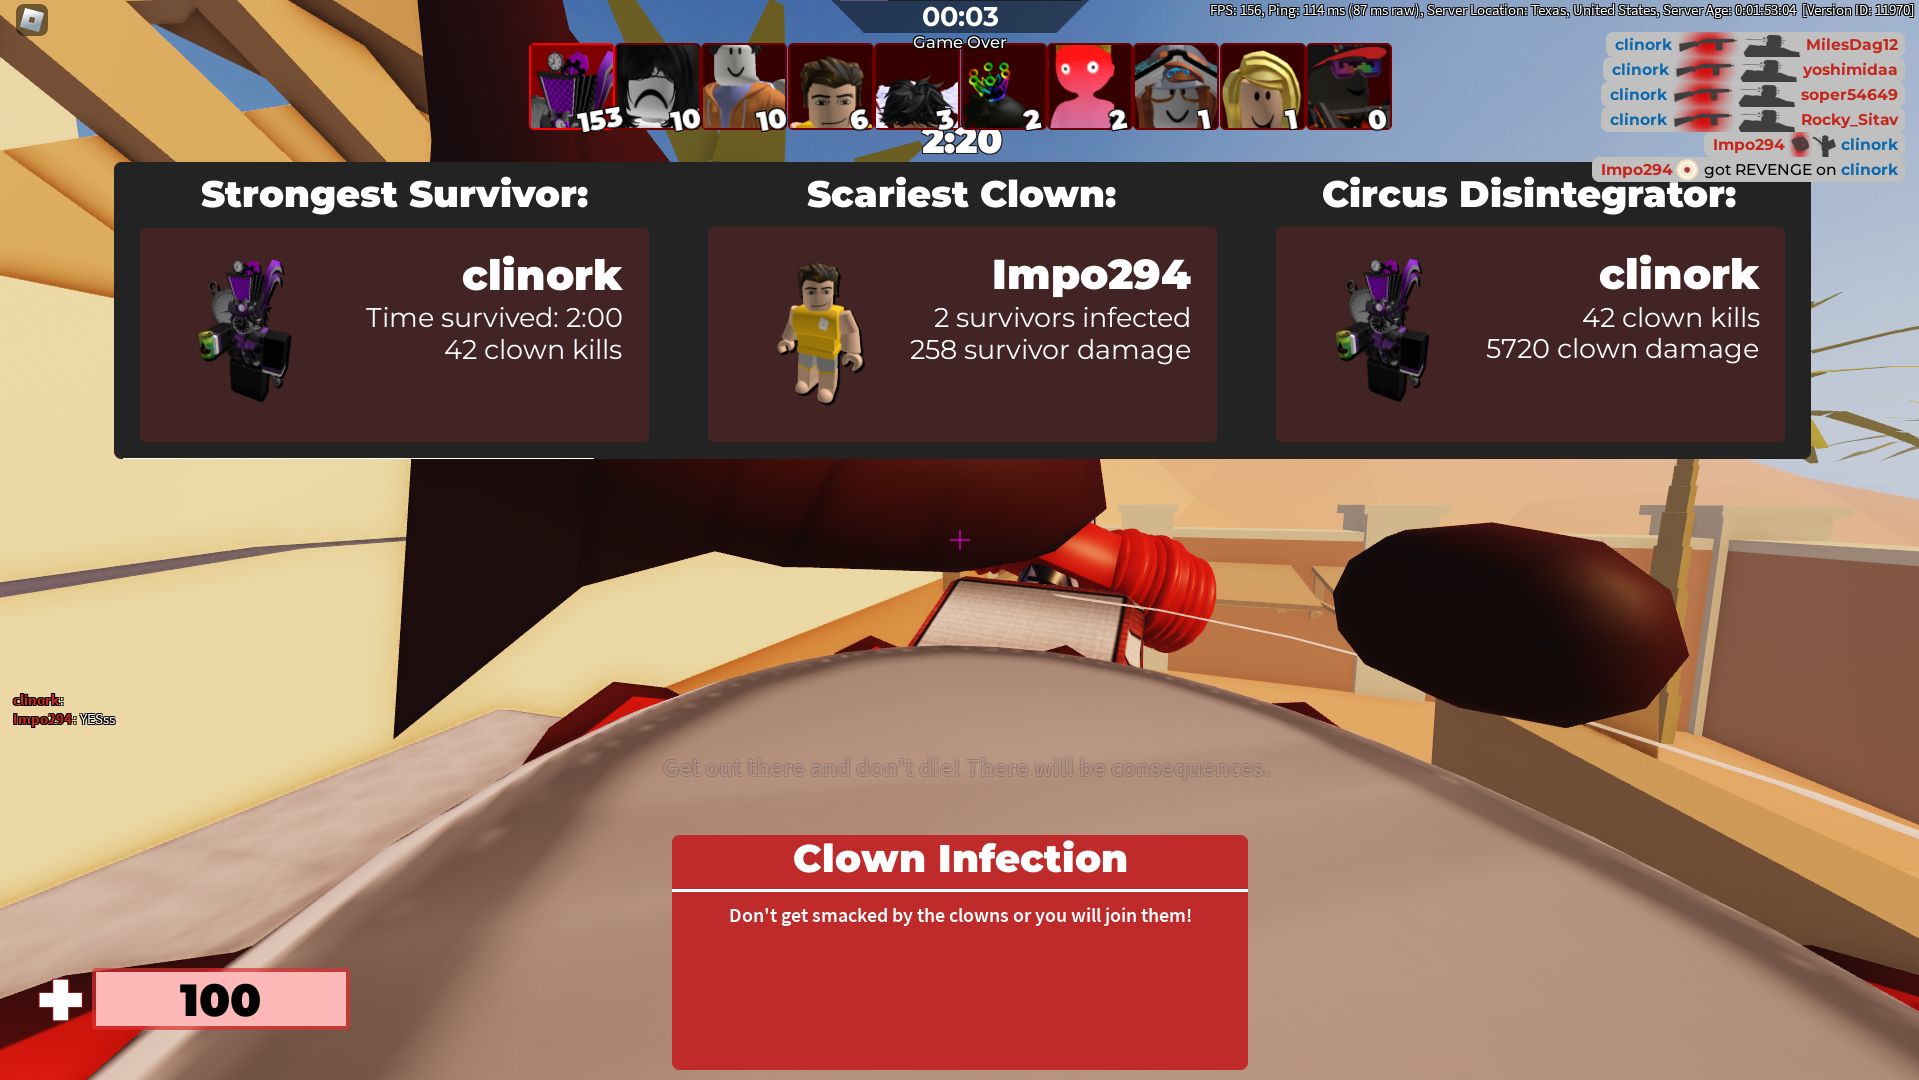 00:03
Game Over
FPS: 156, Ping: 114 ms (87 ms raw), Server Location: Texas, United States, Server Age: 0:01:53:04 [Version ID: 11970]
153 10 10 6 3 2 2 1 1 0
2:20
clinork MilesDag12
clinork yoshimidaa
clinork soper54649
clinork Rocky_Sitav
Impo294 clinork
Impo294 got REVENGE on clinork
Strongest Survivor:
clinork
Time survived: 2:00
42 clown kills
Scariest Clown:
Impo294
2 survivors infected
258 survivor damage
Circus Disintegrator:
clinork
42 clown kills
5720 clown damage
clinork:
Impo294: YESss
Get out there and don't die! There will be consequences.
Clown Infection
Don't get smacked by the clowns or you will join them!
100